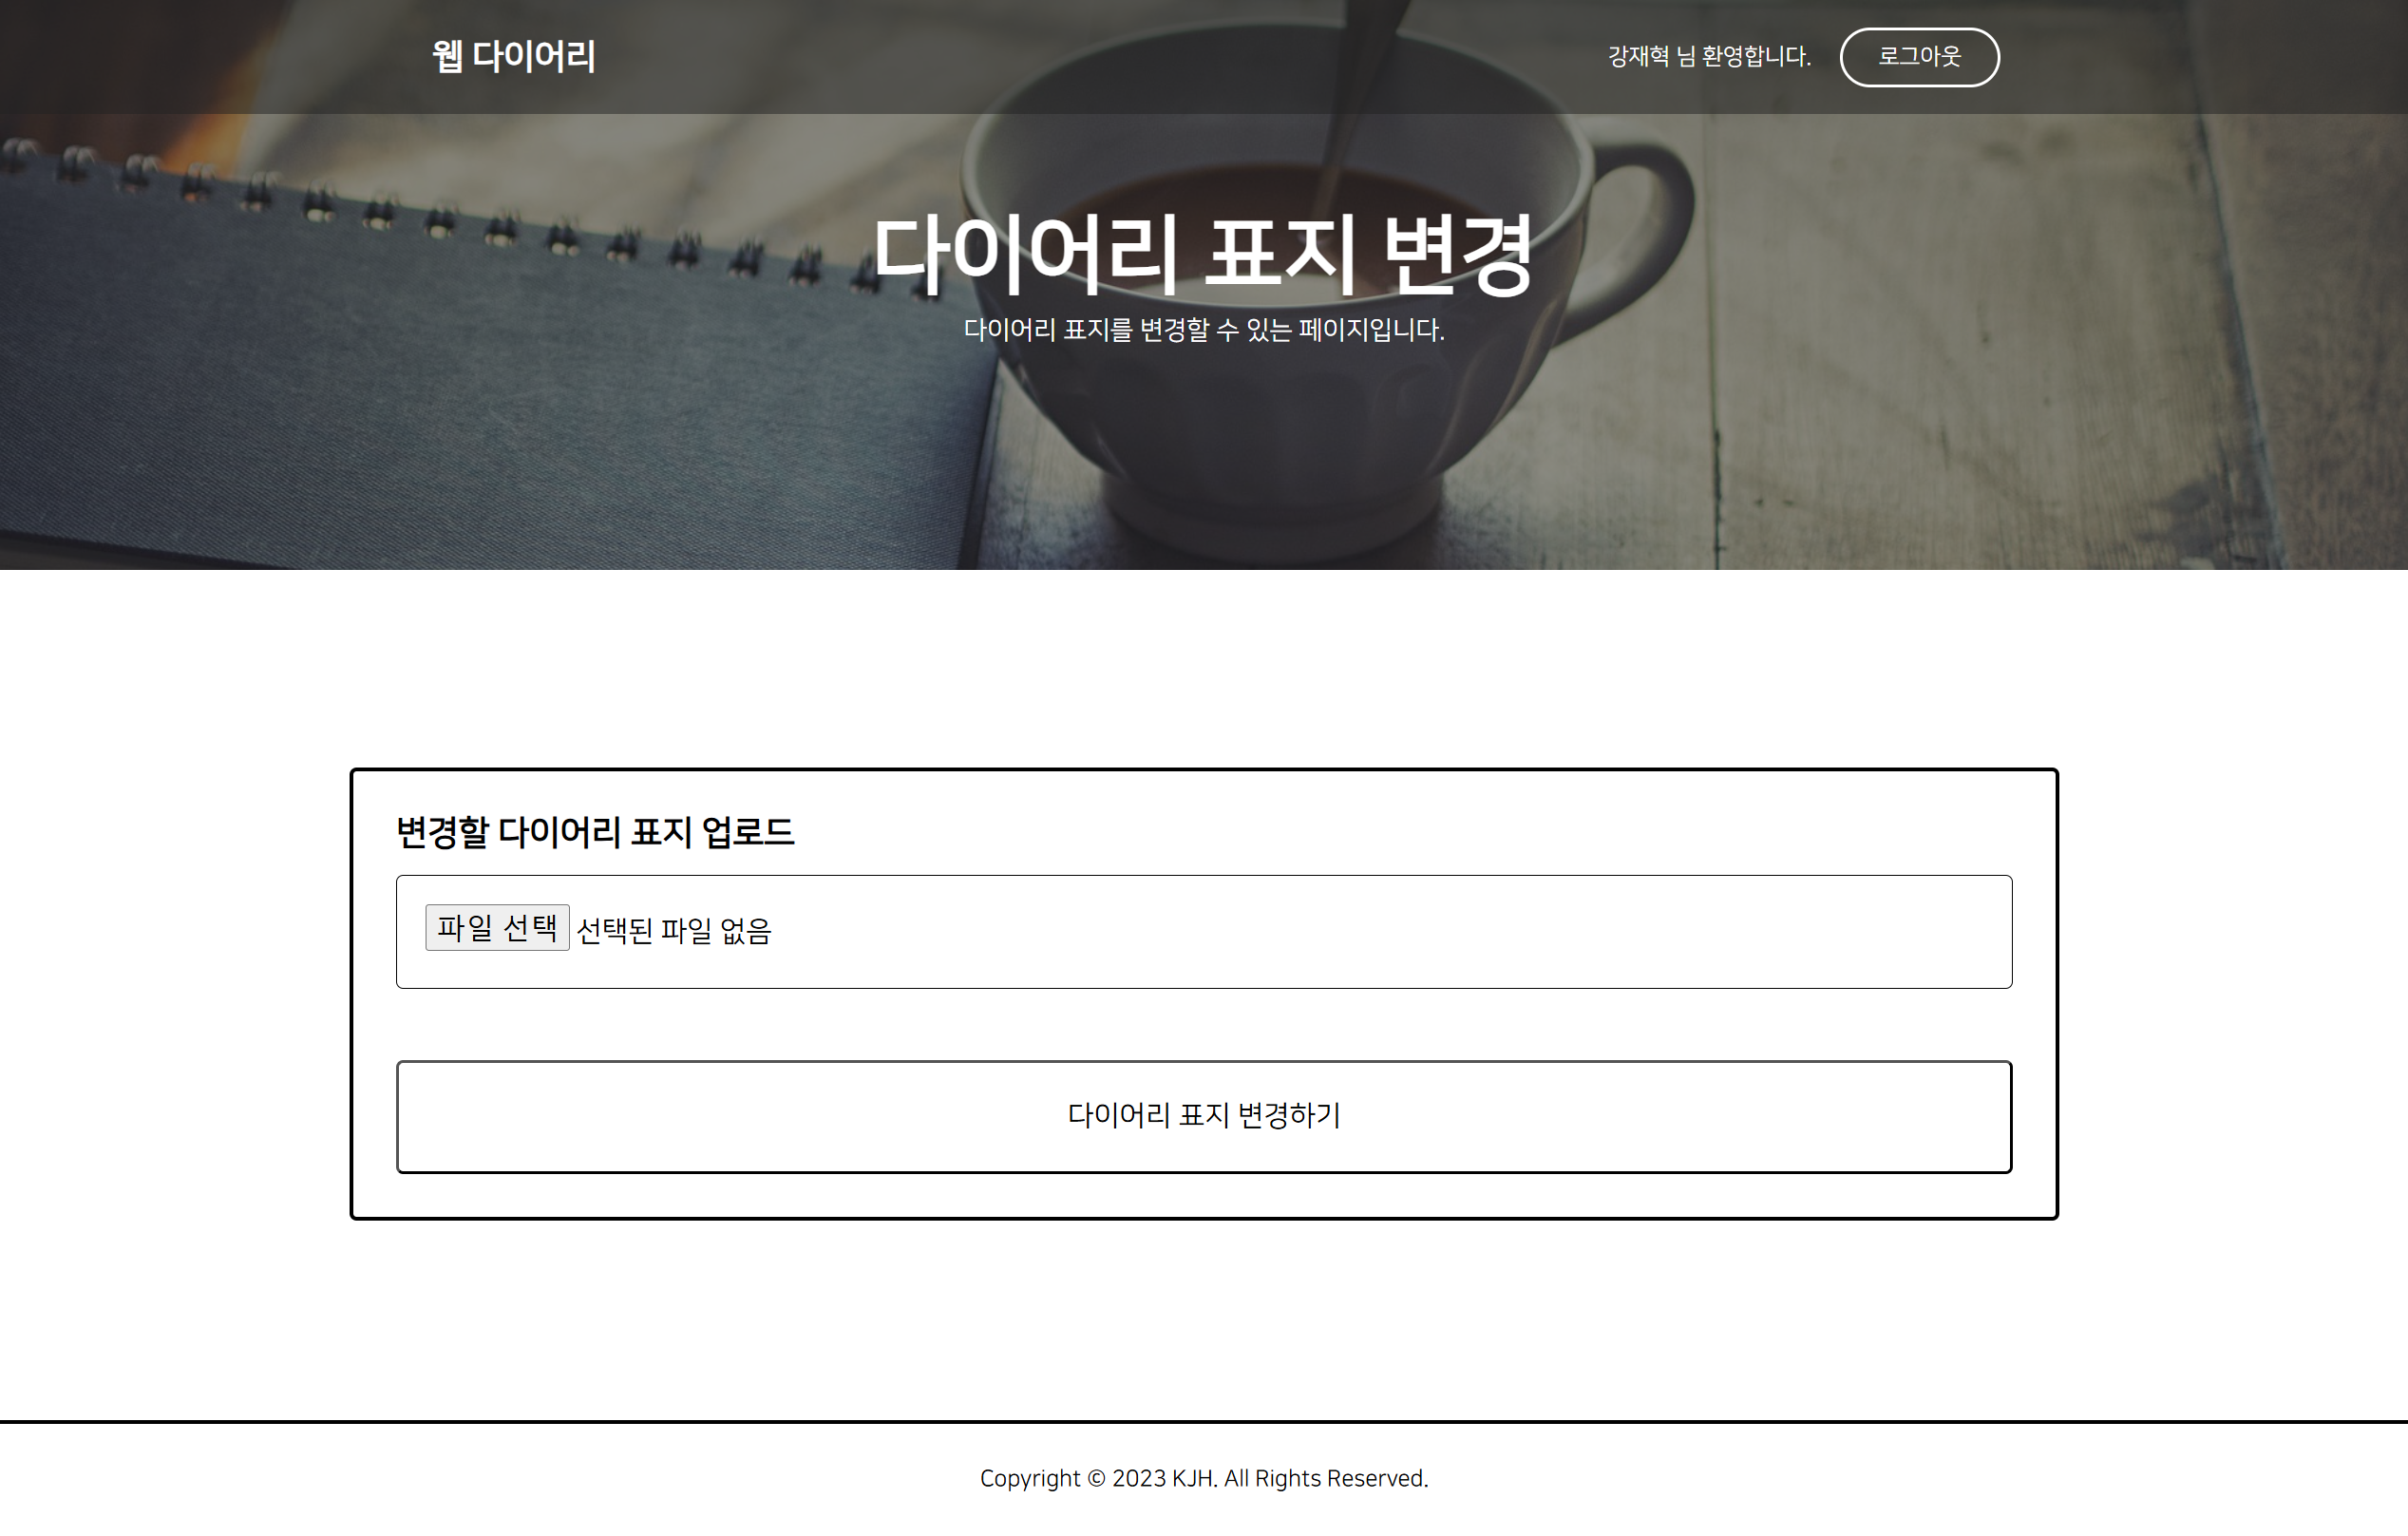 웹 다이어리
강재혁 님 환영합니다. 로그아웃
다이어리 표지 변경
다이어리 표지를 변경할 수 있는 페이지입니다.
변경할 다이어리 표지 업로드
파일 선택 선택된 파일 없음
다이어리 표지 변경하기
Copyright © 2023 KJH. All Rights Reserved.